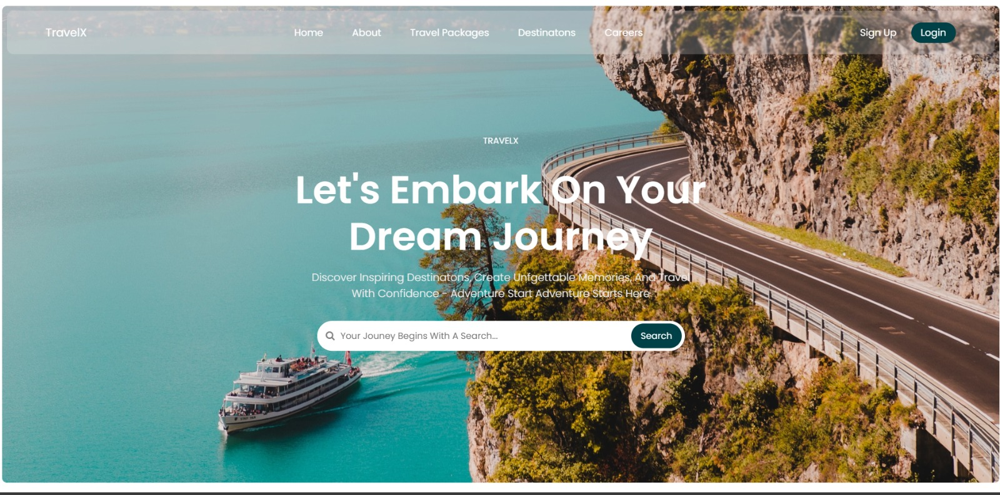 TravelX
Home About Travel Packages Destinatons Careers
Sign Up Login
TRAVELX
Let's Embark On Your
Dream Journey
Discover Inspiring Destinatons, Create Unfgettable Memories, And Travel
With Confidence - Adventure Start Adventure Starts Here
Your Jouney Begins With A Search...
Search